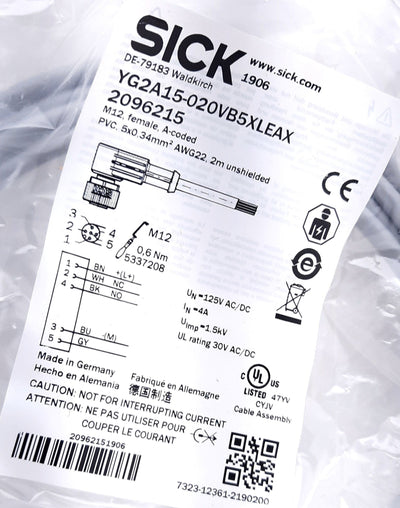 SICK
DE-79183 Waldkirch
1906
www.sick.com
YG2A15-020VB5XLEAX
2096215
M12, female, A-coded
PVC, 5x0.34mm² AWG22, 2m unshielded
CE
3
2
1
4
5
M12
0,6 Nm
5337208
1 BN +(L+)
2 WH NC
4 BK NO
3 BU -(M)
5 GY
UN =125V AC/DC
IN =4A
Uimp =1.5kV
UL rating 30V AC/DC
e
Made in Germany
Fabriqué en Allemagne
Hecho en Alemania
德国制造
c UL US
LISTED 47YV
CYJV
Cable Assembly
CAUTION: NOT FOR INTERRUPTING CURRENT
ATTENTION: NE PAS UTILISER POUR
COUPER LE COURANT
20962151906
7323-12361-2190200